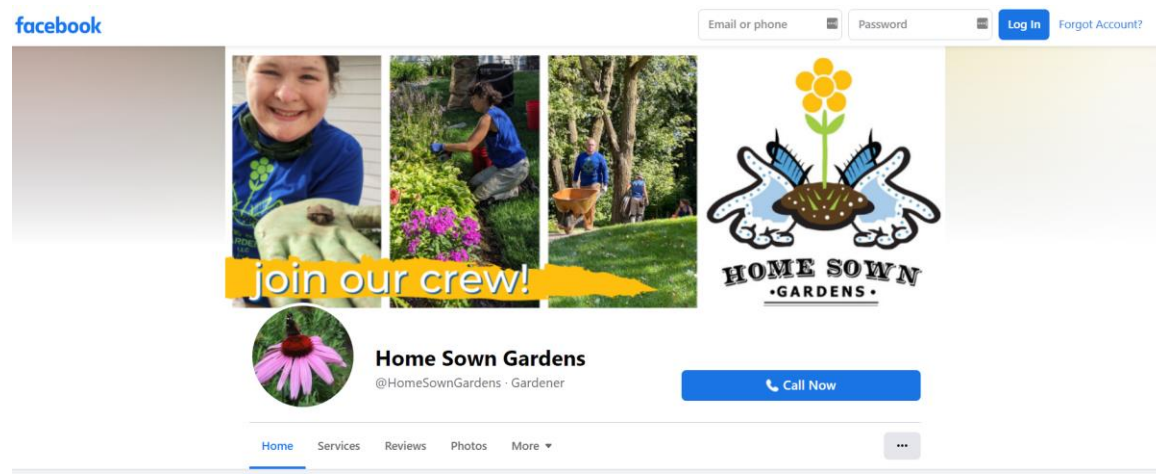 facebook
Email or phone
Password
Log In
Forgot Account?
join our crew!
HOME SOWN
•GARDENS•
Home Sown Gardens
@HomeSownGardens · Gardener
Call Now
Home
Services
Reviews
Photos
More